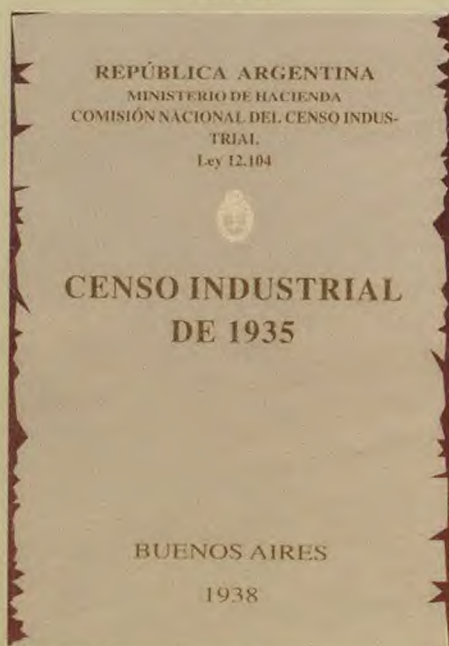 REPÚBLICA ARGENTINA
MINISTERIO DE HACIENDA
COMISIÓN NACIONAL DEL CENSO INDUS-
TRIAL
Ley 12.104
CENSO INDUSTRIAL
DE 1935
BUENOS AIRES
1938